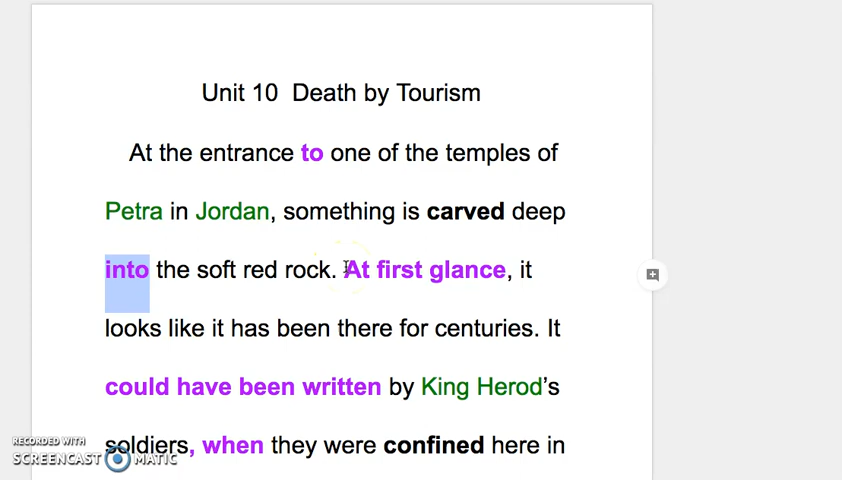 Unit 10  Death by Tourism
At the entrance to one of the temples of
Petra in Jordan, something is carved deep
into the soft red rock. At first glance, it
looks like it has been there for centuries. It
could have been written by King Herod’s
soldiers, when they were confined here in
RECORDED WITH
SCREENCAST MATIC